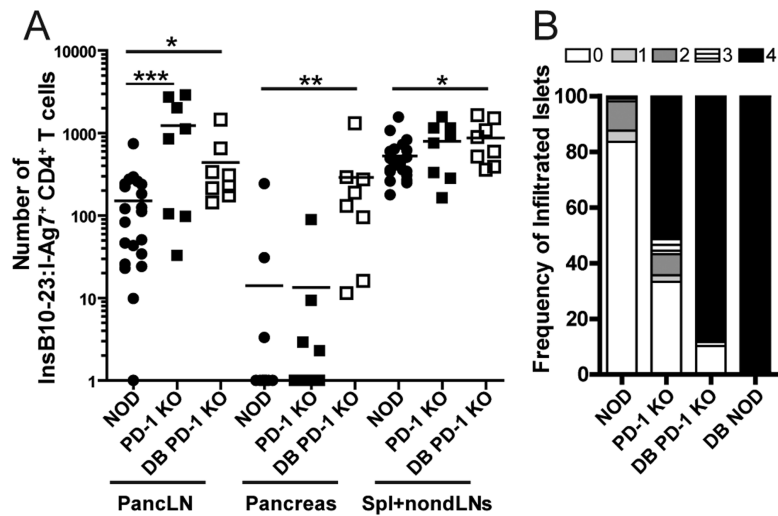 A
Number of
InsB10-23:I-Ag7⁺ CD4⁺ T cells
10000
1000
100
10
1
*
***
**
*
NOD
PD-1 KO
DB PD-1 KO
NOD
PD-1 KO
DB PD-1 KO
NOD
PD-1 KO
DB PD-1 KO
PancLN
Pancreas
Spl+nondLNs
B
0 1 2 3 4
Frequency of Infiltrated Islets
100
80
60
40
20
0
NOD
PD-1 KO
DB PD-1 KO
DB NOD